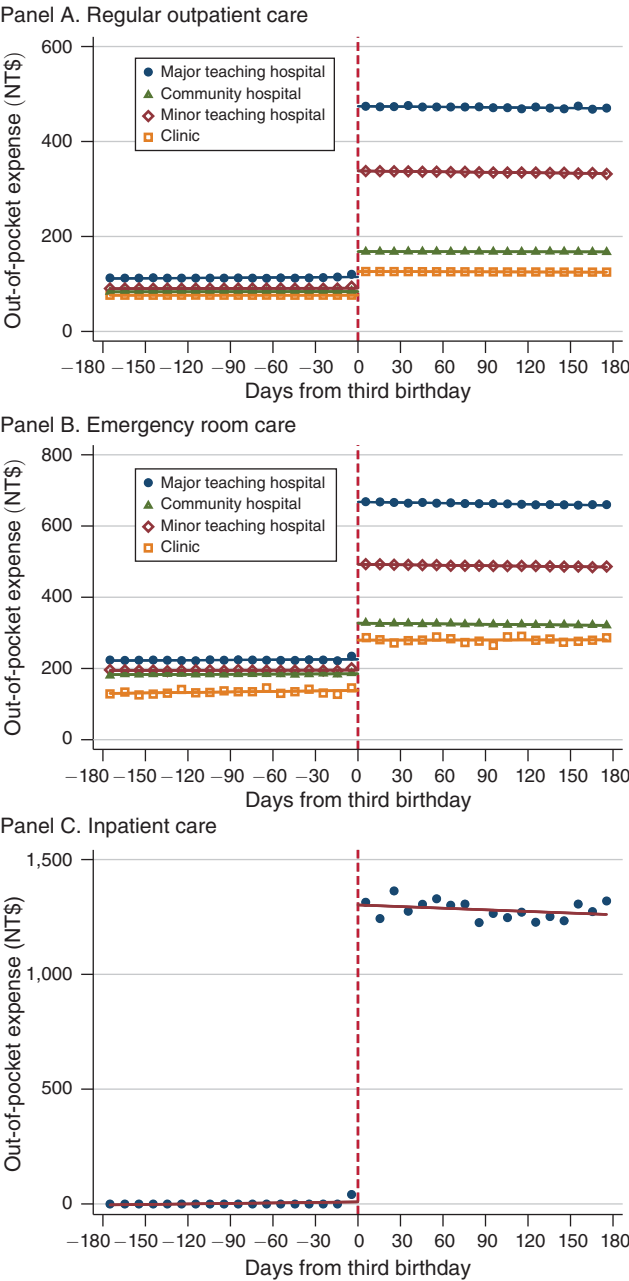 Panel A. Regular outpatient care
Out-of-pocket expense (NT$)
600
400
200
0
Major teaching hospital
Community hospital
Minor teaching hospital
Clinic
−180 −150 −120 −90 −60 −30 0 30 60 90 120 150 180
Days from third birthday
Panel B. Emergency room care
Out-of-pocket expense (NT$)
800
600
400
200
0
Major teaching hospital
Community hospital
Minor teaching hospital
Clinic
−180 −150 −120 −90 −60 −30 0 30 60 90 120 150 180
Days from third birthday
Panel C. Inpatient care
Out-of-pocket expense (NT$)
1,500
1,000
500
0
−180 −150 −120 −90 −60 −30 0 30 60 90 120 150 180
Days from third birthday